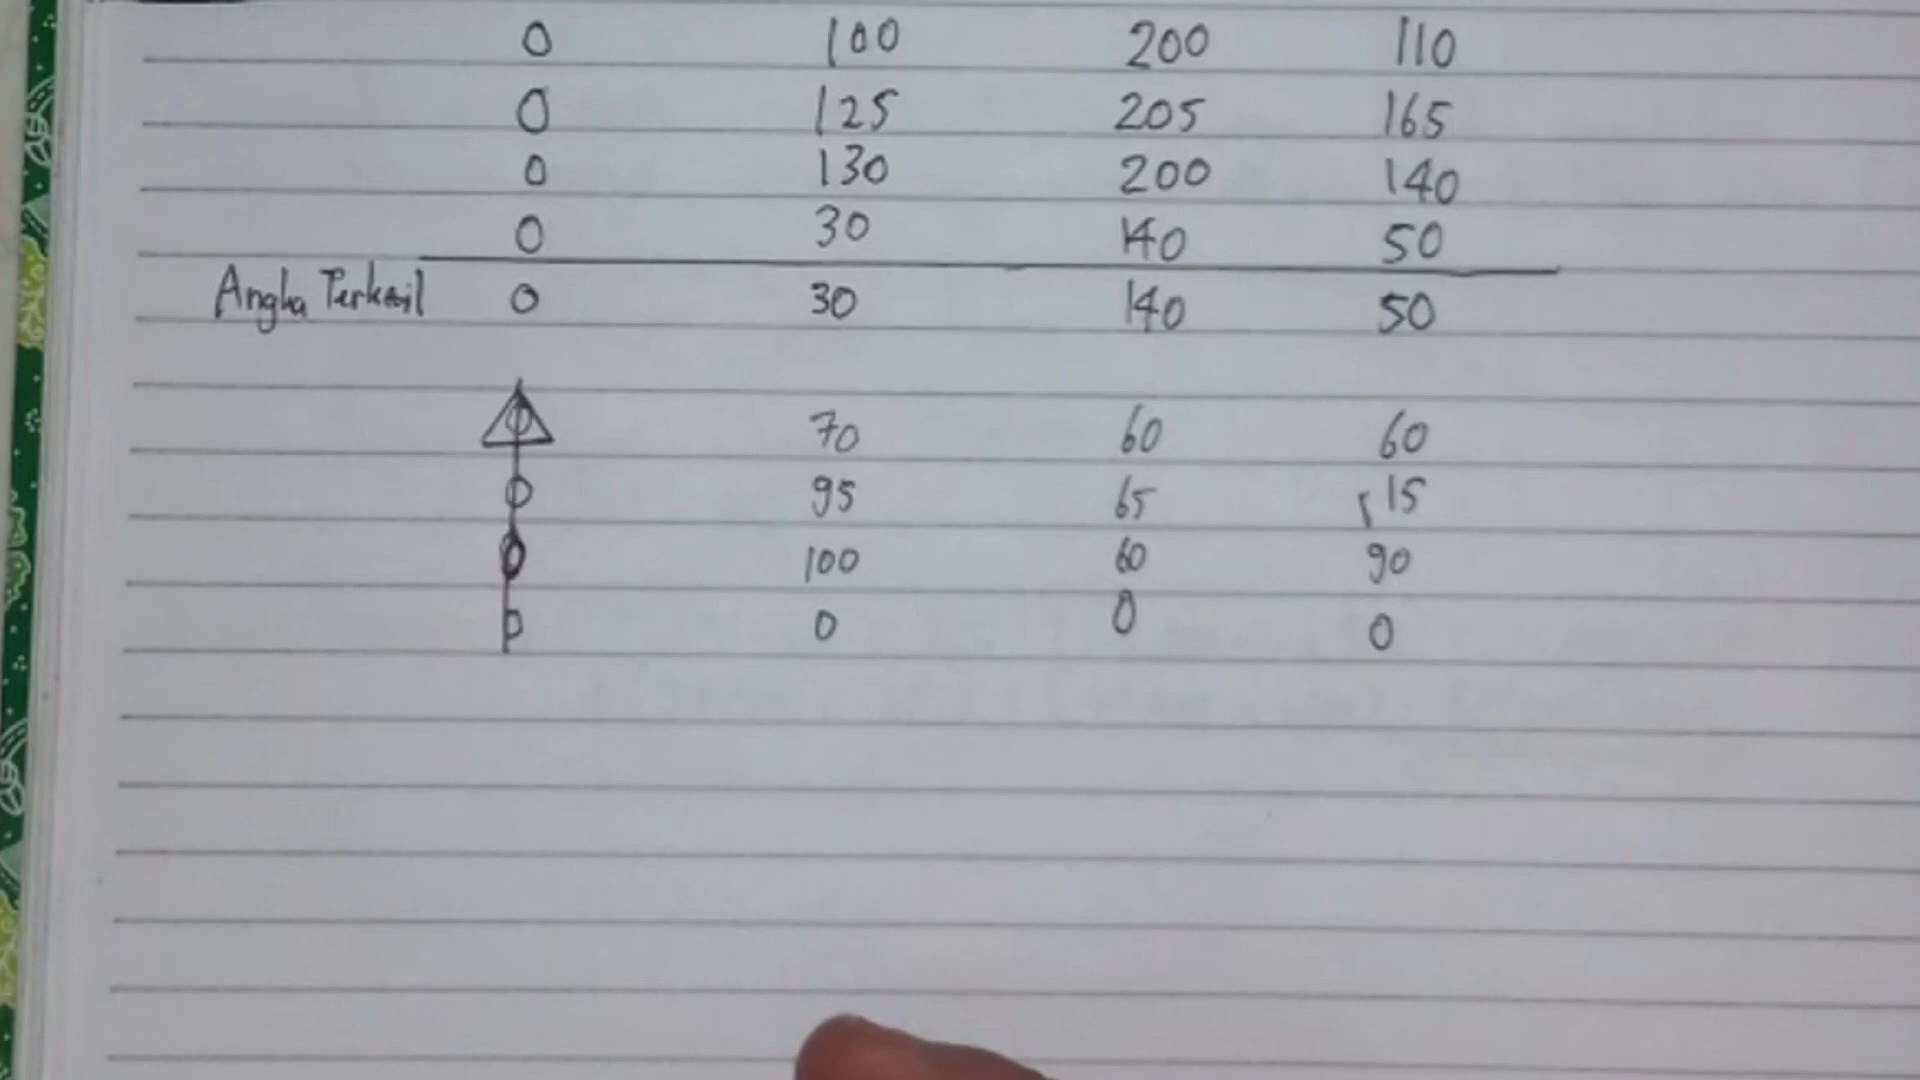 0 100 200 110
0 125 205 165
0 130 200 140
0 30 140 50
Angka Terkecil 0 30 140 50
0 70 60 60
0 95 65 115
0 100 60 90
0 0 0 0